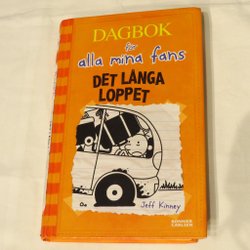 DAGBOK
för
alla mina fans
DET LÅNGA
LOPPET
Jeff Kinney
BONNIER
CARLSEN